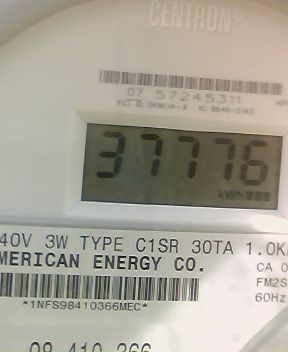 CENTRON
07 57245311
37776
kWh
40V 3W TYPE C1SR 30TA 1.0K
MERICAN ENERGY CO.
CA 0
FM2S
60Hz
*1NFS98410366MEC*
98 410 366